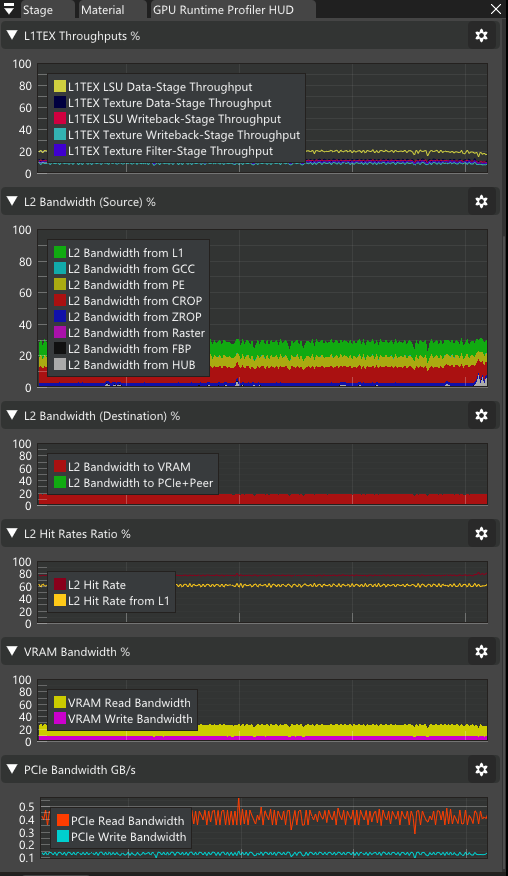 Stage Material GPU Runtime Profiler HUD
L1TEX Throughputs %
100
80
60
40
20
0
L1TEX LSU Data-Stage Throughput
L1TEX Texture Data-Stage Throughput
L1TEX LSU Writeback-Stage Throughput
L1TEX Texture Writeback-Stage Throughput
L1TEX Texture Filter-Stage Throughput
L2 Bandwidth (Source) %
100
80
60
40
20
0
L2 Bandwidth from L1
L2 Bandwidth from GCC
L2 Bandwidth from PE
L2 Bandwidth from CROP
L2 Bandwidth from ZROP
L2 Bandwidth from Raster
L2 Bandwidth from FBP
L2 Bandwidth from HUB
L2 Bandwidth (Destination) %
100
80
60
40
20
0
L2 Bandwidth to VRAM
L2 Bandwidth to PCIe+Peer
L2 Hit Rates Ratio %
100
80
60
40
20
0
L2 Hit Rate
L2 Hit Rate from L1
VRAM Bandwidth %
100
80
60
40
20
0
VRAM Read Bandwidth
VRAM Write Bandwidth
PCIe Bandwidth GB/s
0.5
0.4
0.3
0.2
0.1
PCIe Read Bandwidth
PCIe Write Bandwidth